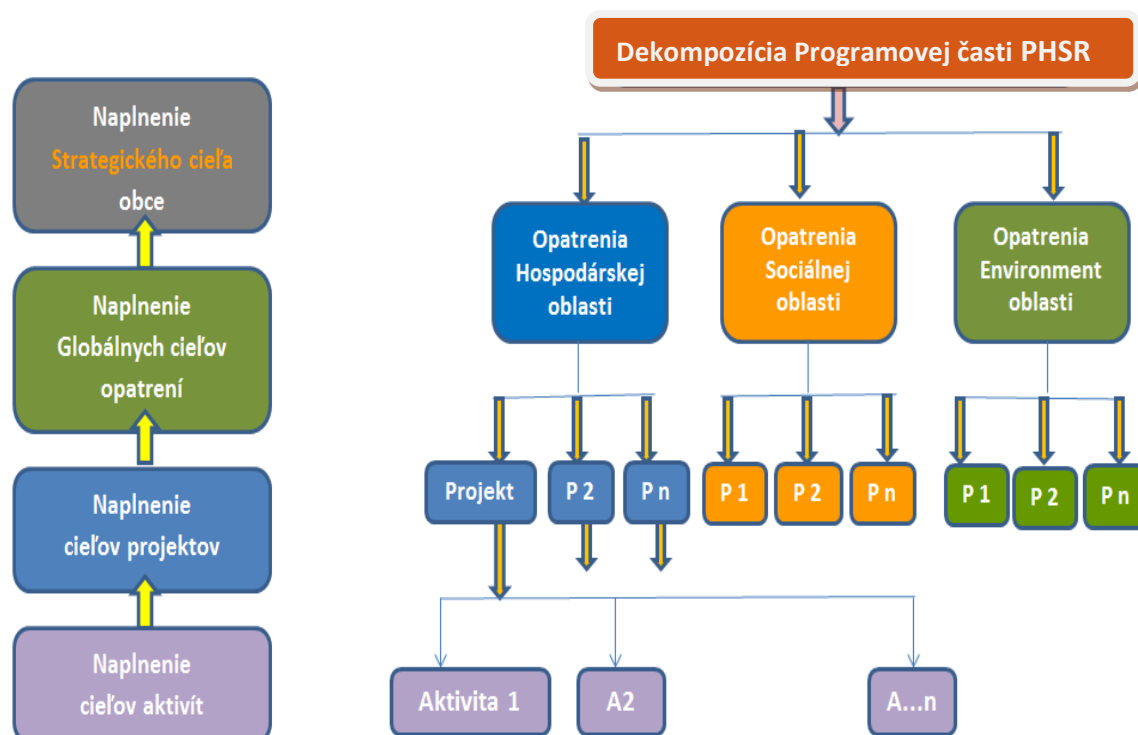 Dekompozícia Programovej časti PHSR
Naplnenie
Strategického cieľa
obce
Naplnenie
Globálnych cieľov
opatrení
Naplnenie
cieľov projektov
Naplnenie
cieľov aktivít
Opatrenia
Hospodárskej
oblasti
Opatrenia
Sociálnej
oblasti
Opatrenia
Environment
oblasti
Projekt
P 2
P n
P 1
P 2
P n
P 1
P 2
P n
Aktivita 1
A2
A...n